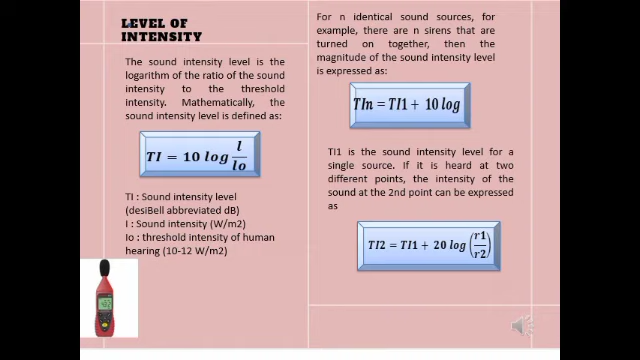 LEVEL OF
INTENSITY
The sound intensity level is the
logarithm of the ratio of the sound
intensity to the threshold
intensity. Mathematically, the
sound intensity level is defined as:
TI = 10 log l/lo
TI : Sound intensity level
(desiBell abbreviated dB)
I : Sound intensity (W/m2)
Io : threshold intensity of human
hearing (10-12 W/m2)
For n identical sound sources, for
example, there are n sirens that are
turned on together, then the
magnitude of the sound intensity level
is expressed as:
TIn = TI1 + 10 log
TI1 is the sound intensity level for a
single source. If it is heard at two
different points, the intensity of the
sound at the 2nd point can be expressed
as
TI2 = TI1 + 20 log (r1/r2)